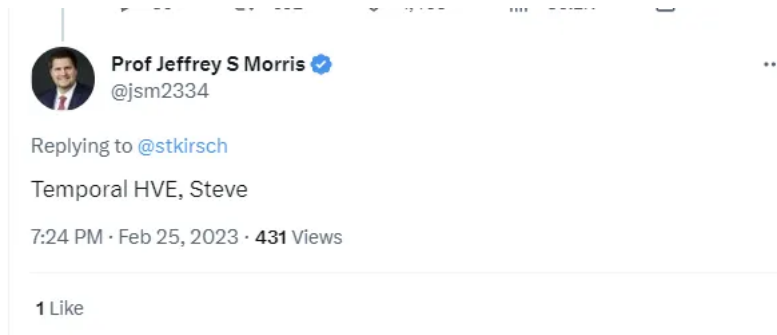 Prof Jeffrey S Morris
@jsm2334
Replying to @stkirsch
Temporal HVE, Steve
7:24 PM · Feb 25, 2023 · 431 Views
1 Like